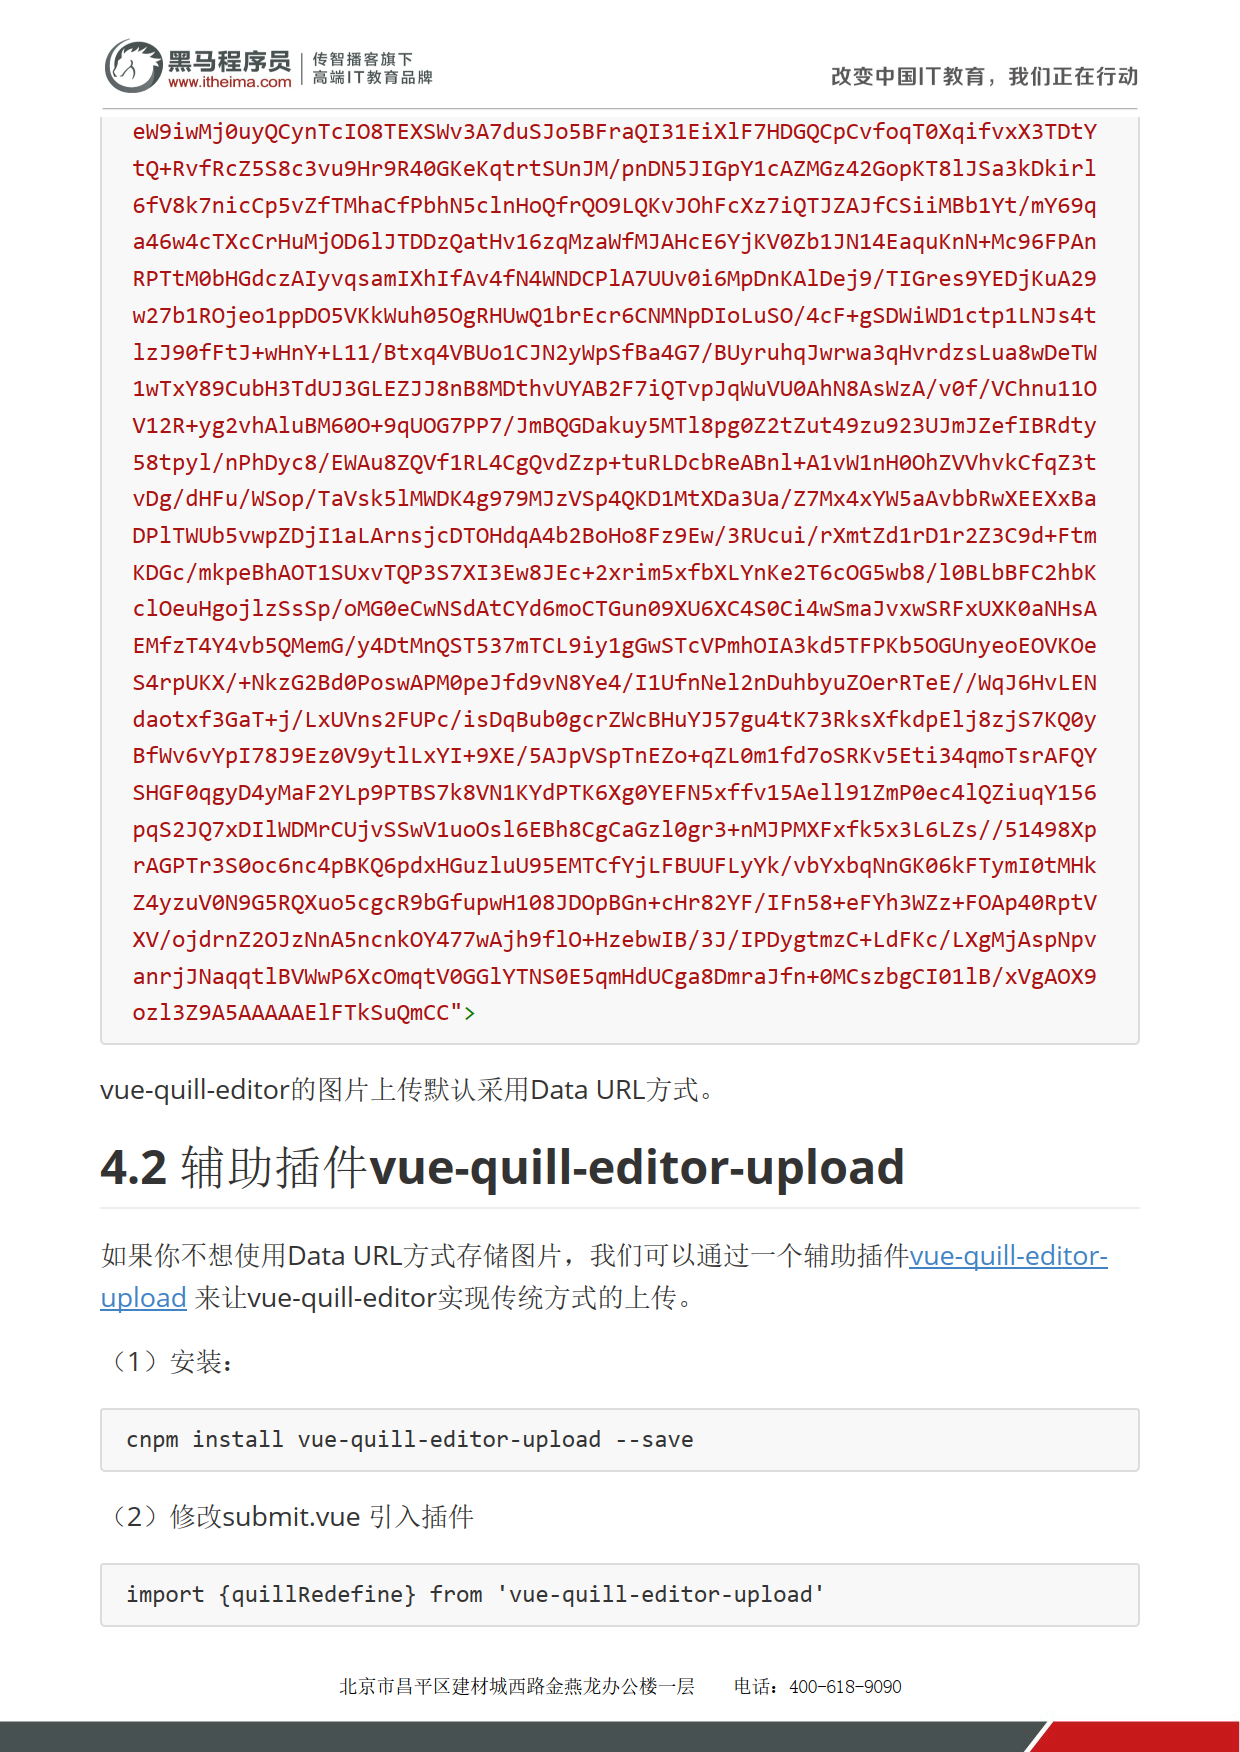 黑马程序员
www.itheima.com
传智播客旗下
高端IT教育品牌
改变中国IT教育，我们正在行动
eW9iwMj0uyQCynTcIO8TEXSWv3A7duSJo5BFraQI31EiXlF7HDGQCpCvfoqT0XqifvxX3TDtY
tQ+RvfRcZ5S8c3vu9Hr9R40GKeKqtrtSUnJM/pnDN5JIGpY1cAZMGz42GopKT8lJSa3kDkirl
6fV8k7nicCp5vZfTMhaCfPbhN5clnHoQfrQO9LQKvJOhFcXz7iQTJZAJfCSiiMBb1Yt/mY69q
a46w4cTXcCrHuMjOD6lJTDDzQatHv16zqMzaWfMJAHcE6YjKV0Zb1JN14EaquKnN+Mc96FPAn
RPTtM0bHGdczAIyvqsamIXhIfAv4fN4WNDCPlA7UUv0i6MpDnKAlDej9/TIGres9YEDjKuA29
w27b1ROjeo1ppDO5VKkWuh05OgRHUwQ1brEcr6CNMNpDIoLuSO/4cF+gSDWiWD1ctp1LNJs4t
lzJ90fFtJ+wHnY+L11/Btxq4VBUo1CJN2yWpSfBa4G7/BUyruhqJwrwa3qHvrdzsLua8wDeTW
1wTxY89CubH3TdUJ3GLEZJJ8nB8MDthvUYAB2F7iQTvpJqWuVU0AhN8AsWzA/v0f/VChnu11O
V12R+yg2vhAluBM60O+9qUOG7PP7/JmBQGDakuy5MTl8pg0Z2tZut49zu923UJmJZefIBRdty
58tpyl/nPhDyc8/EWAu8ZQVf1RL4CgQvdZzp+tuRLDcbReABnl+A1vW1nH0OhZVVhvkCfqZ3t
vDg/dHFu/WSop/TaVsk5lMWDK4g979MJzVSp4QKD1MtXDa3Ua/Z7Mx4xYW5aAvbbRwXEEXxBa
DPlTWUb5vwpZDjI1aLArnsjcDTOHdqA4b2BoHo8Fz9Ew/3RUcui/rXmtZd1rD1r2Z3C9d+Ftm
KDGc/mkpeBhAOT1SUxvTQP3S7XI3Ew8JEc+2xrim5xfbXLYnKe2T6cOG5wb8/l0BLbBFC2hbK
clOeuHgojlzSsSp/oMG0eCwNSdAtCYd6moCTGun09XU6XC4S0Ci4wSmaJvxwSRFxUXK0aNHsA
EMfzT4Y4vb5QMemG/y4DtMnQST537mTCL9iy1gGwSTcVPmhOIA3kd5TFPKb5OGUnyeoEOVKOe
S4rpUKX/+NkzG2Bd0PoswAPM0peJfd9vN8Ye4/I1UfnNel2nDuhbyuZOerRTeE//WqJ6HvLEN
daotxf3GaT+j/LxUVns2FUPc/isDqBub0gcrZWcBHuYJ57gu4tK73RksXfkdpElj8zjS7KQ0y
BfWv6vYpI78J9Ez0V9ytlLxYI+9XE/5AJpVSpTnEZo+qZL0m1fd7oSRKv5Eti34qmoTsrAFQY
SHGF0qgyD4yMaF2YLp9PTBS7k8VN1KYdPTK6Xg0YEFN5xffv15Aell91ZmP0ec4lQZiuqY156
pqS2JQ7xDIlWDMrCUjvSSwV1uoOsl6EBh8CgCaGzl0gr3+nMJPMXFxfk5x3L6LZs//51498Xp
rAGPTr3S0oc6nc4pBKQ6pdxHGuzluU95EMTCfYjLFBUUFLyYk/vbYxbqNnGK06kFTymI0tMHk
Z4yzuV0N9G5RQXuo5cgcR9bGfupwH108JDOpBGn+cHr82YF/IFn58+eFYh3WZz+FOAp40RptV
XV/ojdrnZ2OJzNnA5ncnkOY477wAjh9flO+HzebwIB/3J/IPDygtmzC+LdFKc/LXgMjAspNpv
anrjJNaqqtlBVWwP6XcOmqtV0GGlYTNS0E5qmHdUCga8DmraJfn+0MCszbgCI01lB/xVgAOX9
ozl3Z9A5AAAAAElFTkSuQmCC">
vue-quill-editor的图片上传默认采用Data URL方式。
4.2 辅助插件vue-quill-editor-upload
如果你不想使用Data URL方式存储图片，我们可以通过一个辅助插件vue-quill-editor-
upload 来让vue-quill-editor实现传统方式的上传。
（1）安装：
cnpm install vue-quill-editor-upload --save
（2）修改submit.vue 引入插件
import {quillRedefine} from 'vue-quill-editor-upload'
北京市昌平区建材城西路金燕龙办公楼一层 电话：400-618-9090